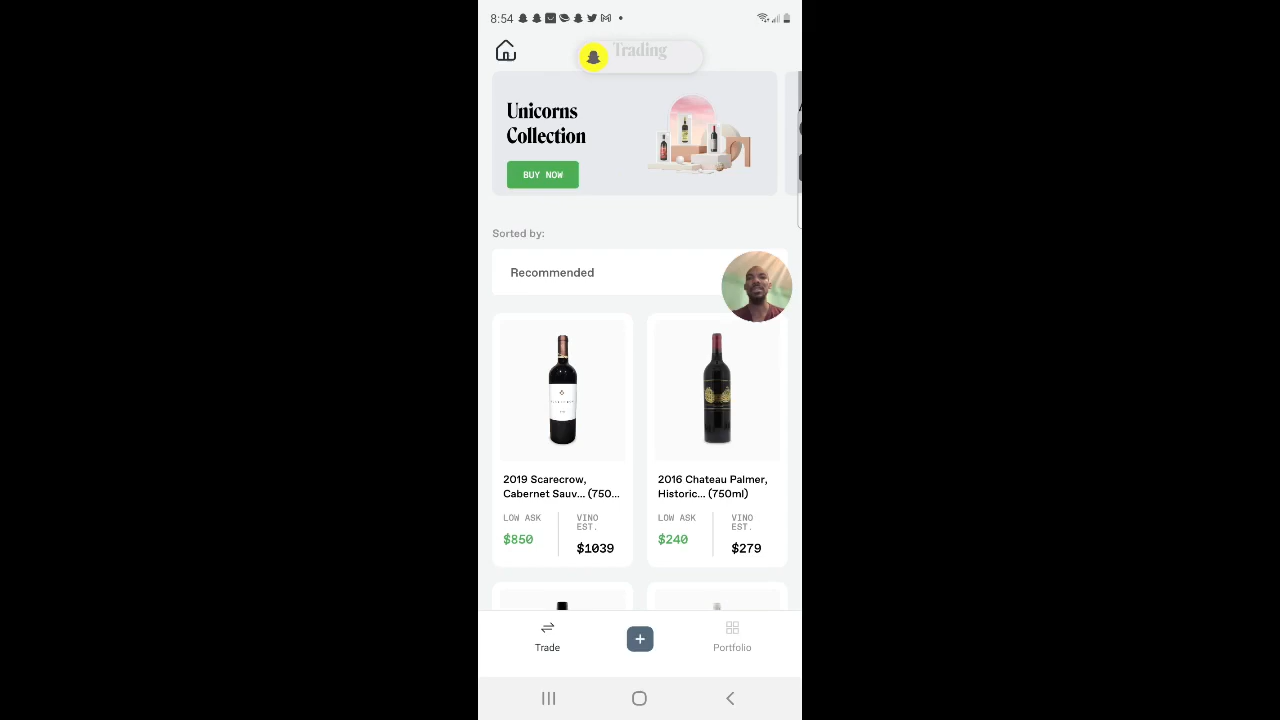 8:54
Trading
Unicorns
Collection
BUY NOW
Sorted by:
Recommended
2019 Scarecrow,
Cabernet Sauv... (750...
LOW ASK
$850
VINO
EST.
$1039
2016 Chateau Palmer,
Historic... (750ml)
LOW ASK
$240
VINO
EST.
$279
Trade
Portfolio